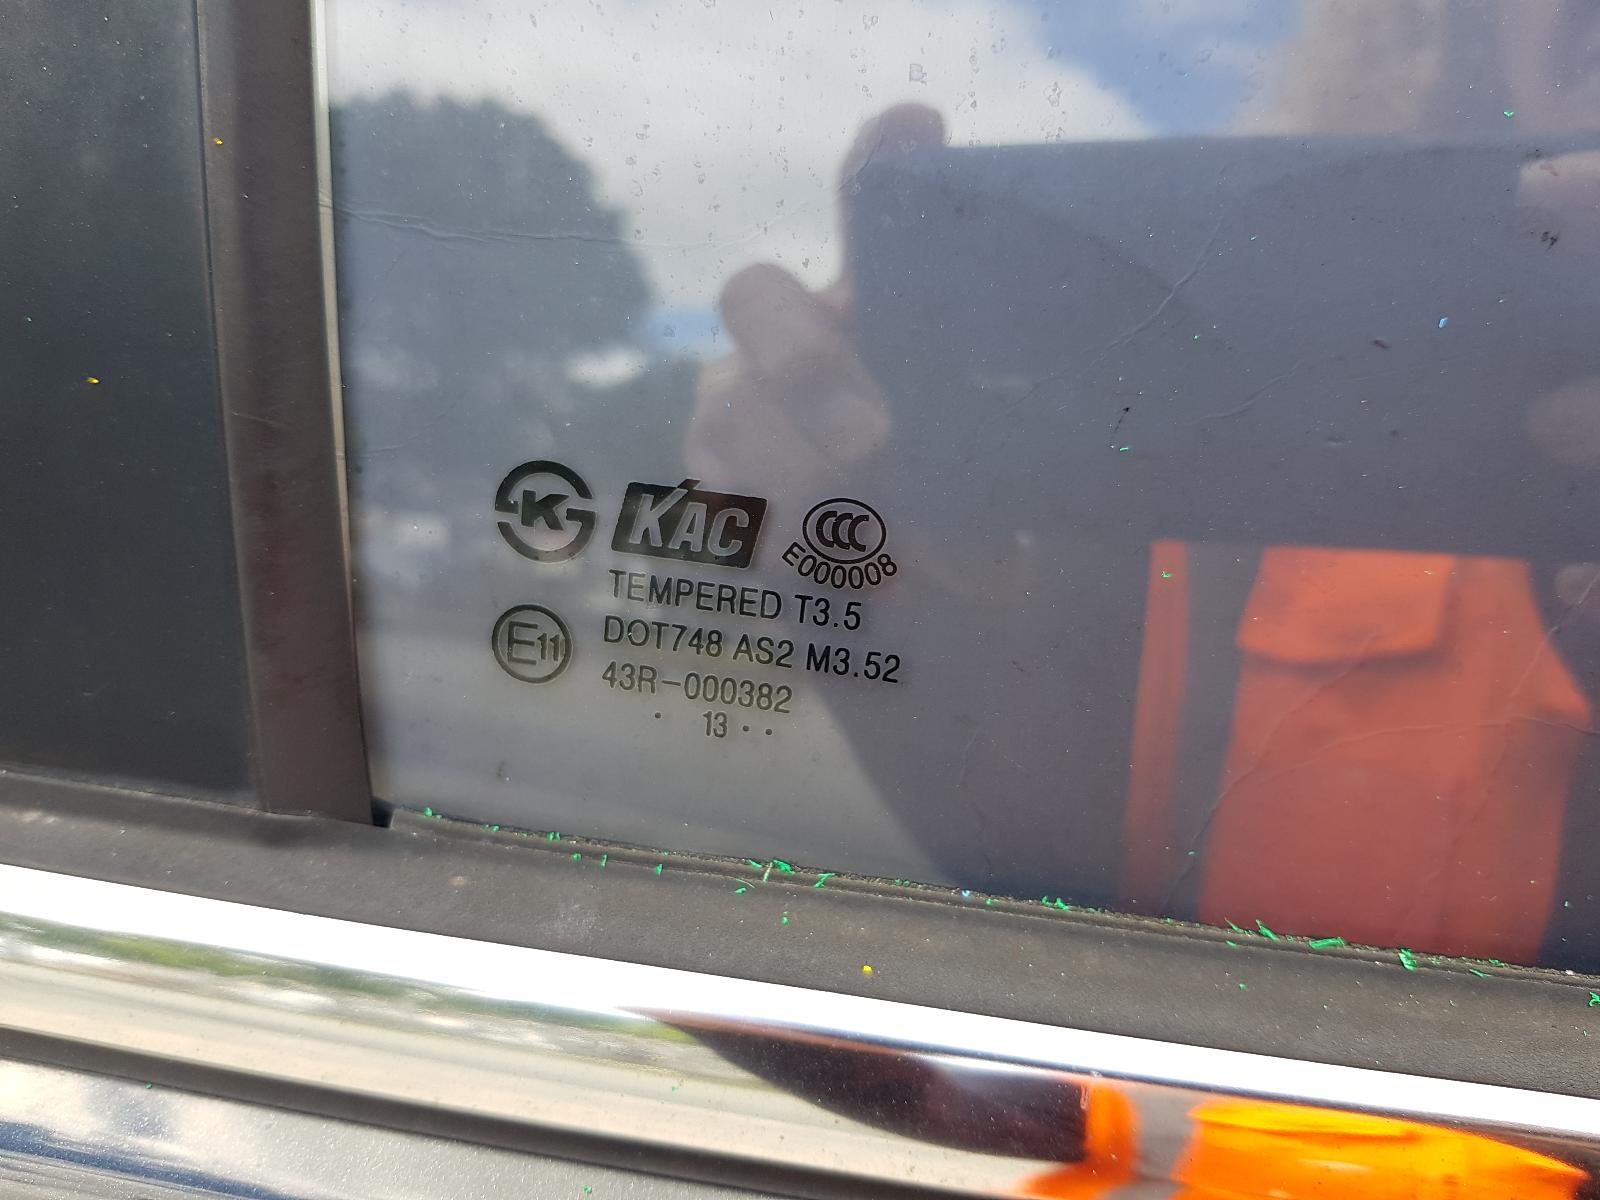 K KAC CCC
E000008
TEMPERED T3.5
E11 DOT748 AS2 M3.52
43R-000382
· 13 · ·